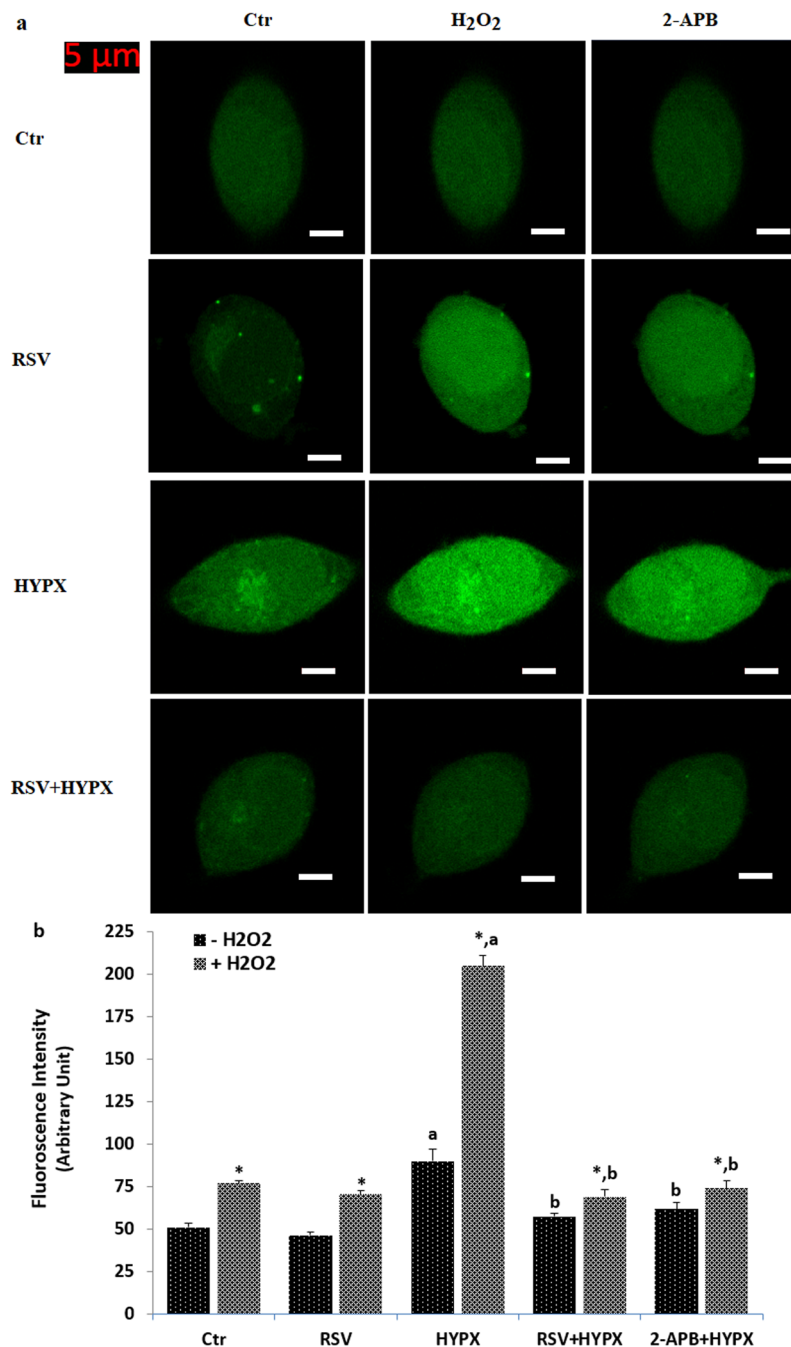 a
Ctr H2O2 2-APB
5 µm
Ctr
RSV
HYPX
RSV+HYPX
b
225
200
175
150
125
100
75
50
25
0
Fluoroscence Intensity
(Arbitrary Unit)
- H2O2
+ H2O2
*
*
a
*,a
b
*,b
b
*,b
Ctr RSV HYPX RSV+HYPX 2-APB+HYPX